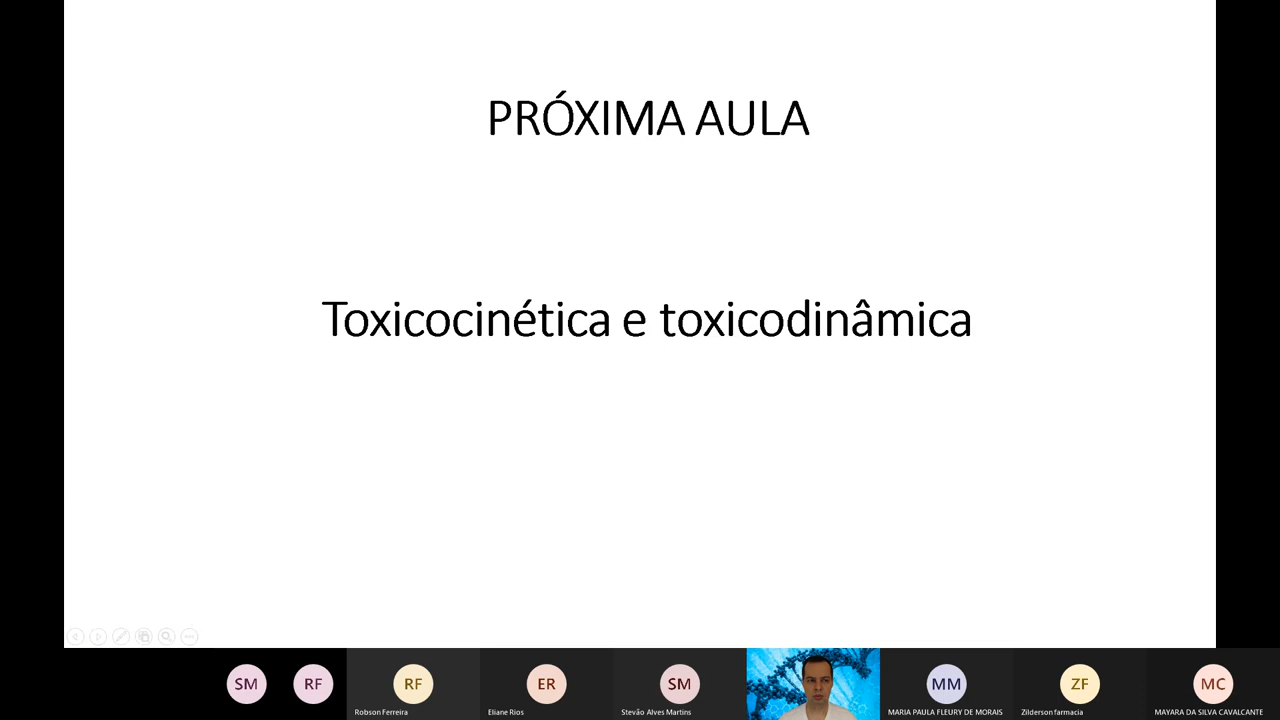 PRÓXIMA AULA
Toxicocinética e toxicodinâmica
SM
RF
RF
ER
SM
MM
ZF
MC
Robson Ferreira
Eliane Rios
Stevão Alves Martins
MARIA PAULA FLEURY DE MORAIS
Zilderson farmacia
MAYARA DA SILVA CAVALCANTE